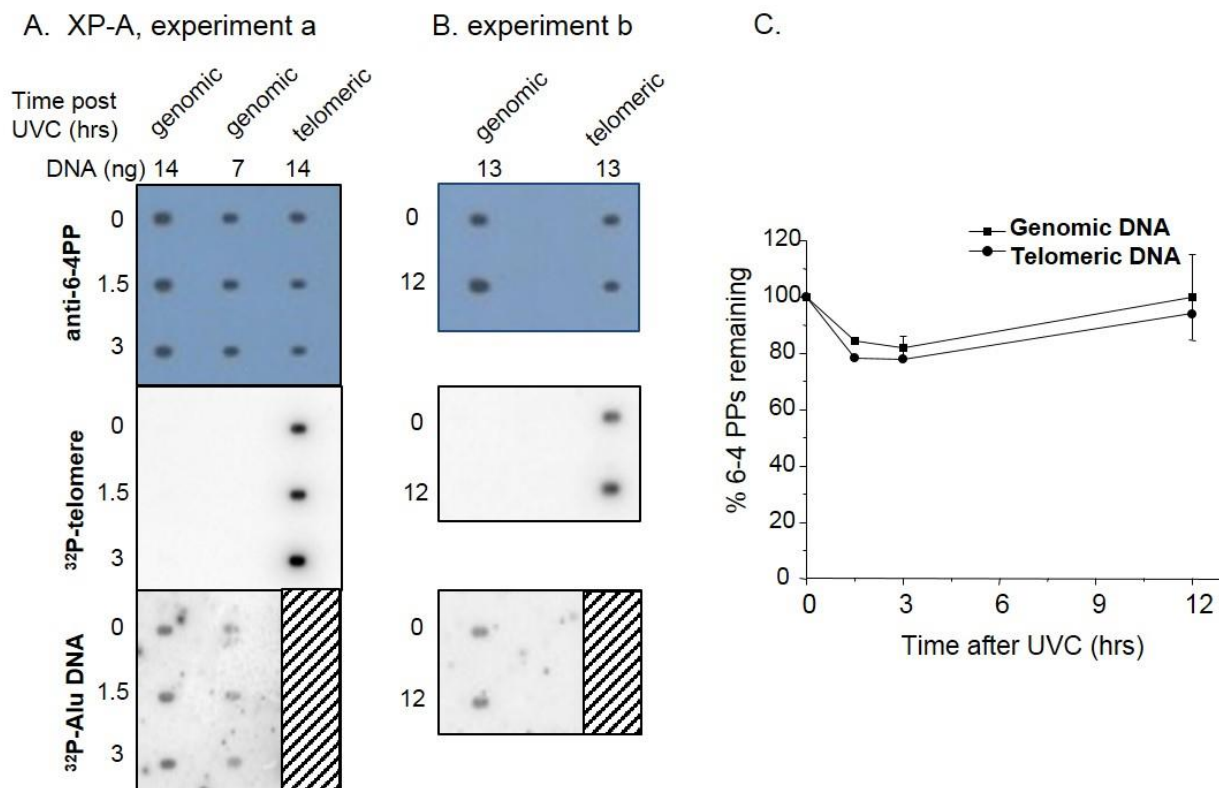 A. XP-A, experiment a
B. experiment b
C.
Time post
UVC (hrs)
genomic
genomic
telomeric
genomic
telomeric
DNA (ng) 14 7 14
13 13
anti-6-4PP
0
1.5
3
0
12
³²P-telomere
0
1.5
3
0
12
³²P-Alu DNA
0
1.5
3
0
12
Genomic DNA
Telomeric DNA
% 6-4 PPs remaining
120
100
80
60
40
20
0
0 3 6 9 12
Time after UVC (hrs)